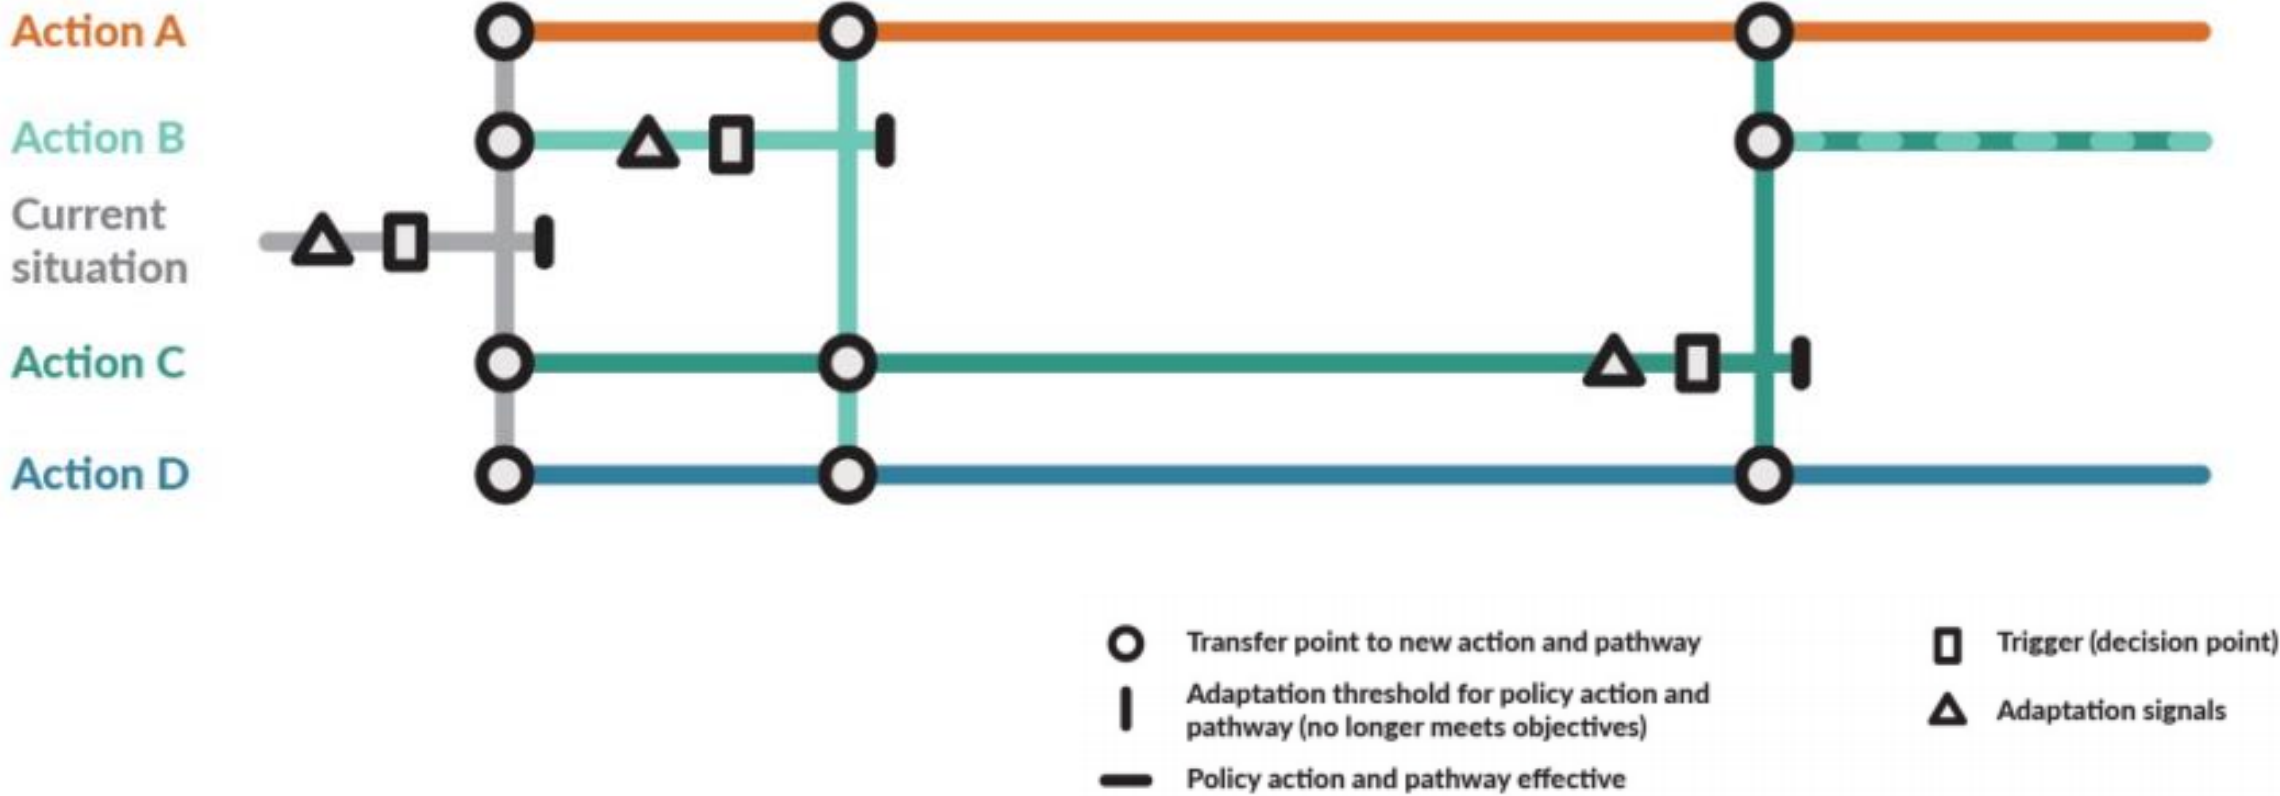 Action A
Action B
Current
situation
Action C
Action D
Transfer point to new action and pathway
Adaptation threshold for policy action and
pathway (no longer meets objectives)
Policy action and pathway effective
Trigger (decision point)
Adaptation signals